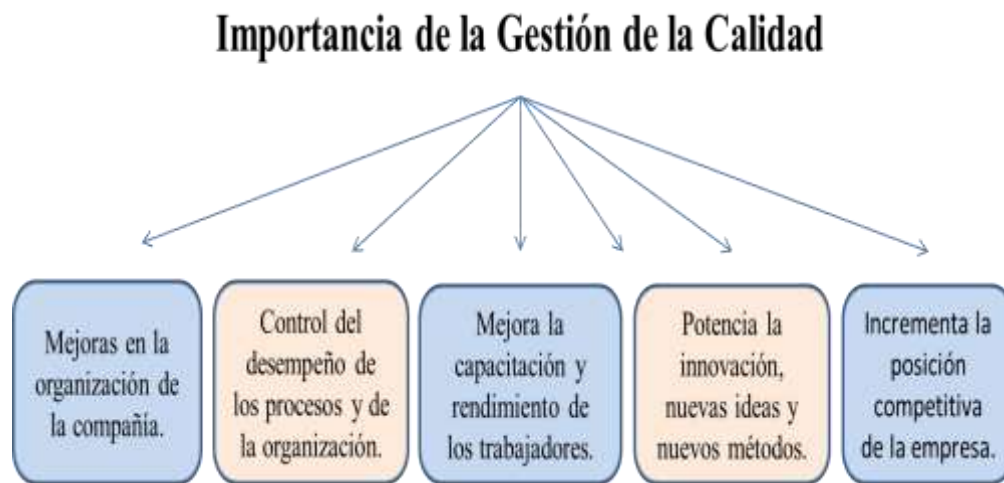 Importancia de la Gestión de la Calidad
Mejoras en la
organización de
la compañía.
Control del
desempeño de
los procesos y de
la organización.
Mejora la
capacitación y
rendimiento de
los trabajadores.
Potencia la
innovación,
nuevas ideas y
nuevos métodos.
Incrementa la
posición
competitiva
de la empresa.